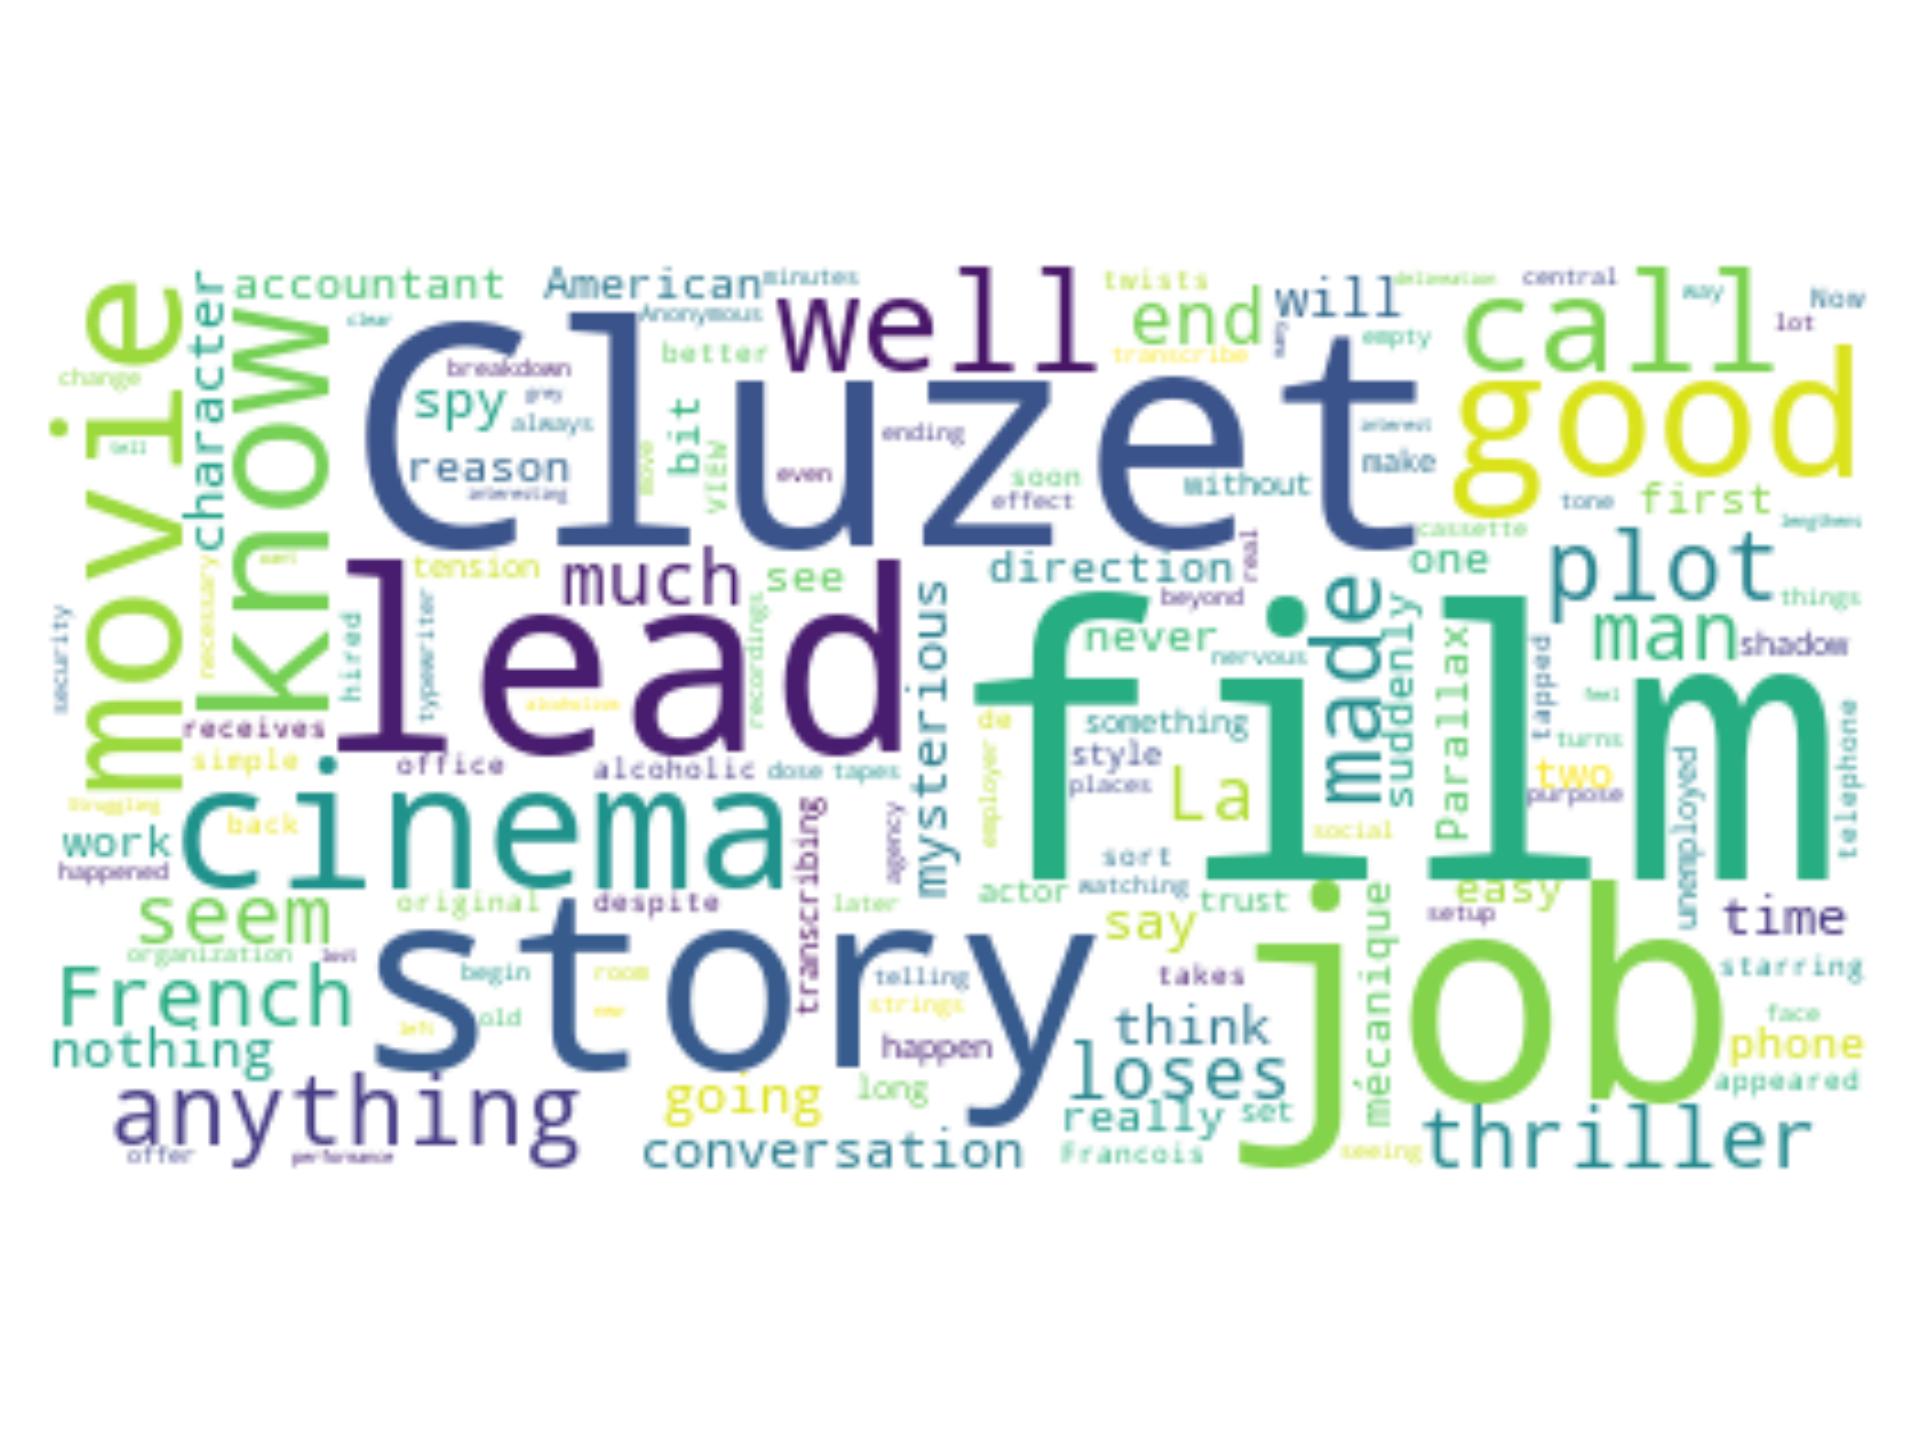 movie
character
know
accountant
American
minutes
Anonymous
well
twists
end
will
central
call
way
Now
lot
change
clear
breakdown
better
transcribe
empty
good
Cluzet
spy
always
bit
view
ending
reason
interesting
even
soon
effect
without
interest
make
tone
first
tell
cassette
one
tension
much
see
direction
real
beyond
plot
things
security
necessary
hired
typewriter
lead
recordings
mysterious
film
never
nervous
made
suddenly
Parallax
tapped
man
shadow
feel
turns
telephone
receives
simple
alcoholism
office
alcoholic
dose
tapes
de
employer
something
style
places
La
two
purpose
unemployed
Struggling
back
work
happened
cinema
transcribing
agency
sort
social
watching
actor
trust
easy
setup
time
seem
original
despite
later
say
mécanique
organization
story
job
French
begin
room
telling
takes
starring
nothing
old
strings
think
face
phone
left
happen
loses
appeared
anything
going
long
really
set
thriller
offer
performance
conversation
Francois
seeing